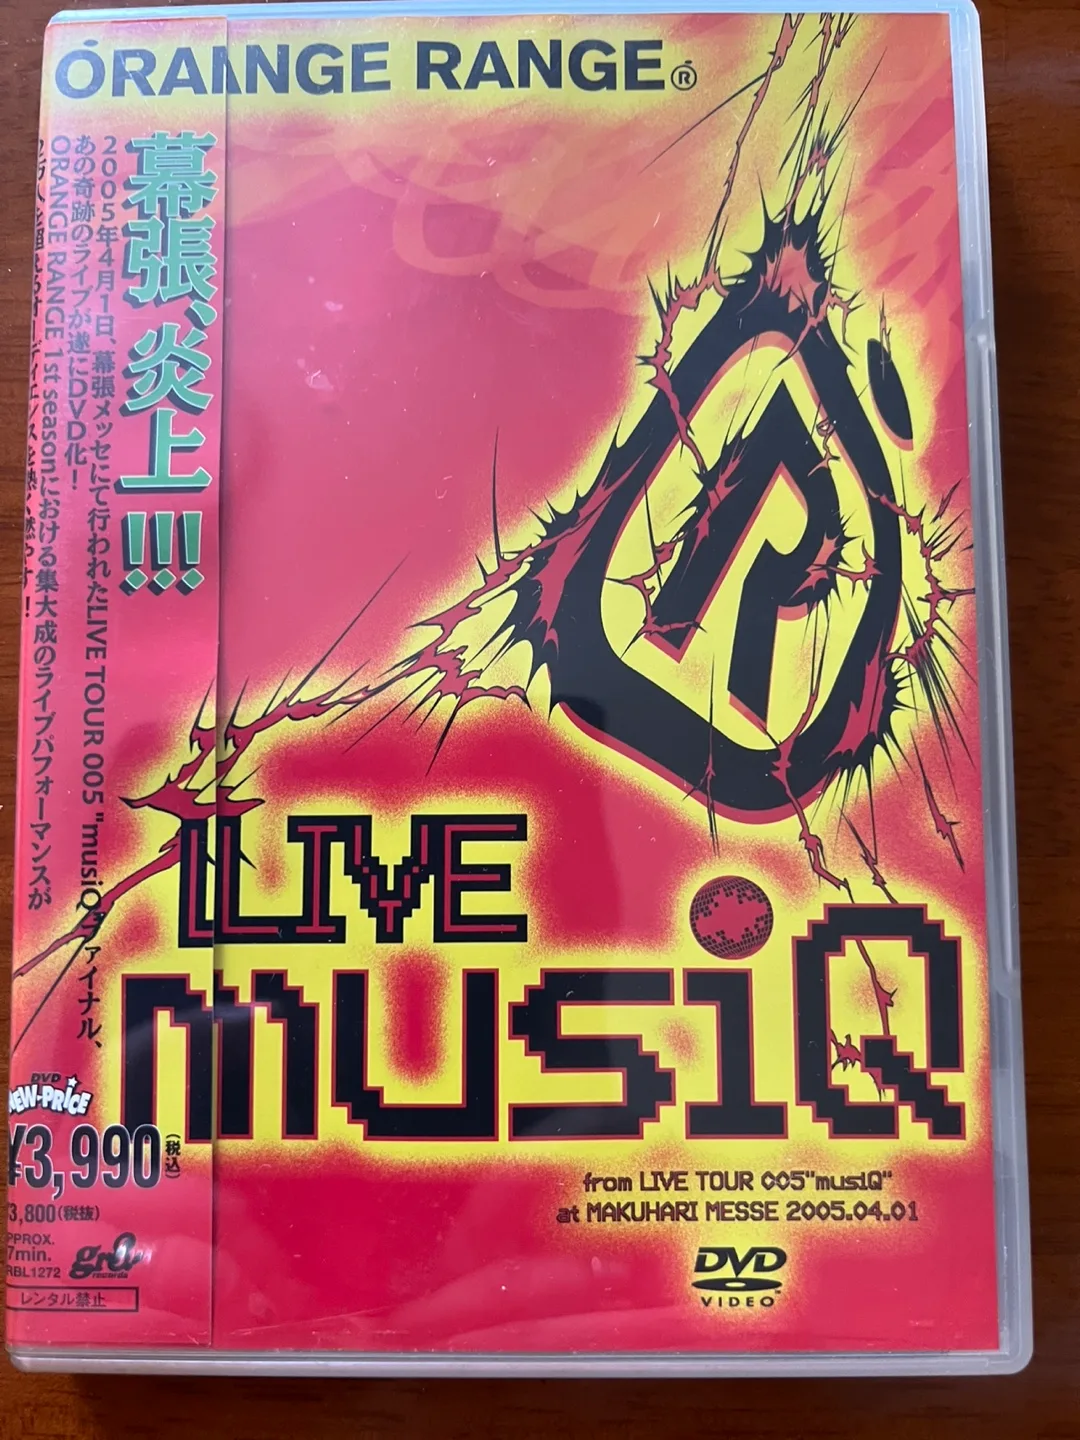 ORANGE RANGE®
幕張、炎上!!!
2005年4月1日、幕張メッセにて行われたLIVE TOUR 005 "musiQ"ファイナル、
あの奇跡のライブが遂にDVD化!
ORANGE RANGE 1st seasonにおける集大成のライブパフォーマンスが
LIVE
musiQ
from LIVE TOUR 005"musiQ"
at MAKUHARI MESSE 2005.04.01
DVD
VIDEO
DVD
NEW-PRICE
¥3,990(税込)
3,800(税抜)
7min.
RBL1272
gr8!
records
レンタル禁止